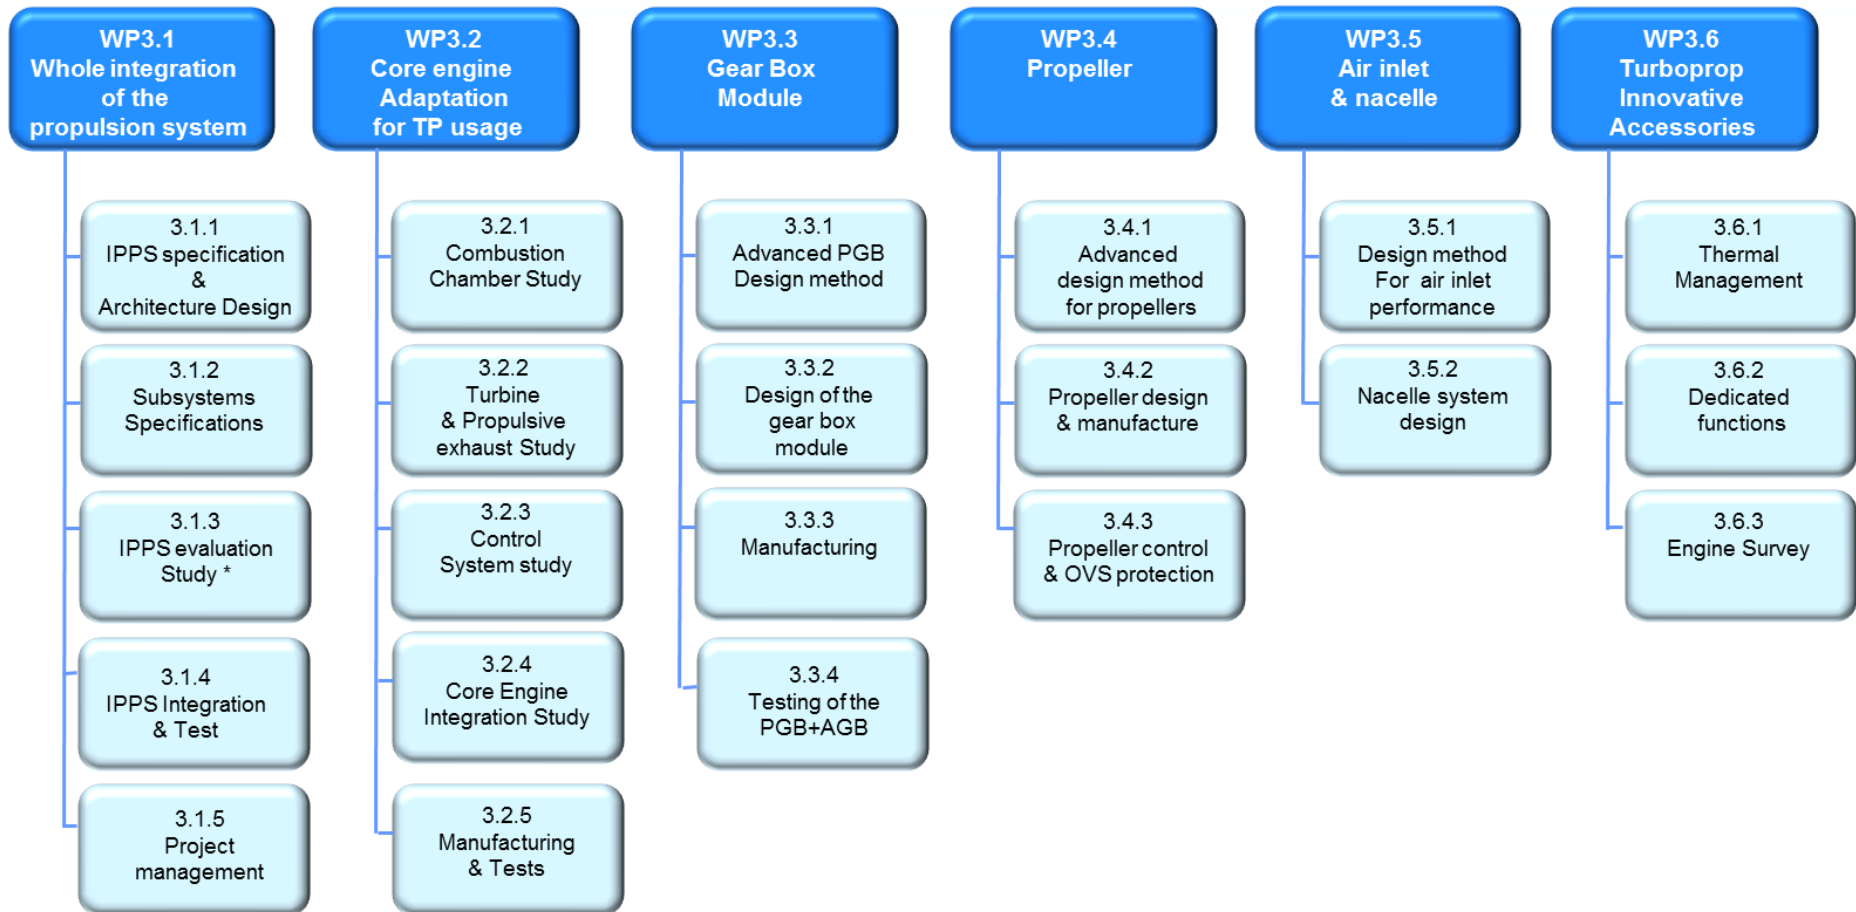 WP3.1
Whole integration
of the
propulsion system
3.1.1
IPPS specification
&
Architecture Design
3.1.2
Subsystems
Specifications
3.1.3
IPPS evaluation
Study *
3.1.4
IPPS Integration
& Test
3.1.5
Project
management
WP3.2
Core engine
Adaptation
for TP usage
3.2.1
Combustion
Chamber Study
3.2.2
Turbine
& Propulsive
exhaust Study
3.2.3
Control
System study
3.2.4
Core Engine
Integration Study
3.2.5
Manufacturing
& Tests
WP3.3
Gear Box
Module
3.3.1
Advanced PGB
Design method
3.3.2
Design of the
gear box
module
3.3.3
Manufacturing
3.3.4
Testing of the
PGB+AGB
WP3.4
Propeller
3.4.1
Advanced
design method
for propellers
3.4.2
Propeller design
& manufacture
3.4.3
Propeller control
& OVS protection
WP3.5
Air inlet
& nacelle
3.5.1
Design method
For air inlet
performance
3.5.2
Nacelle system
design
WP3.6
Turboprop
Innovative
Accessories
3.6.1
Thermal
Management
3.6.2
Dedicated
functions
3.6.3
Engine Survey